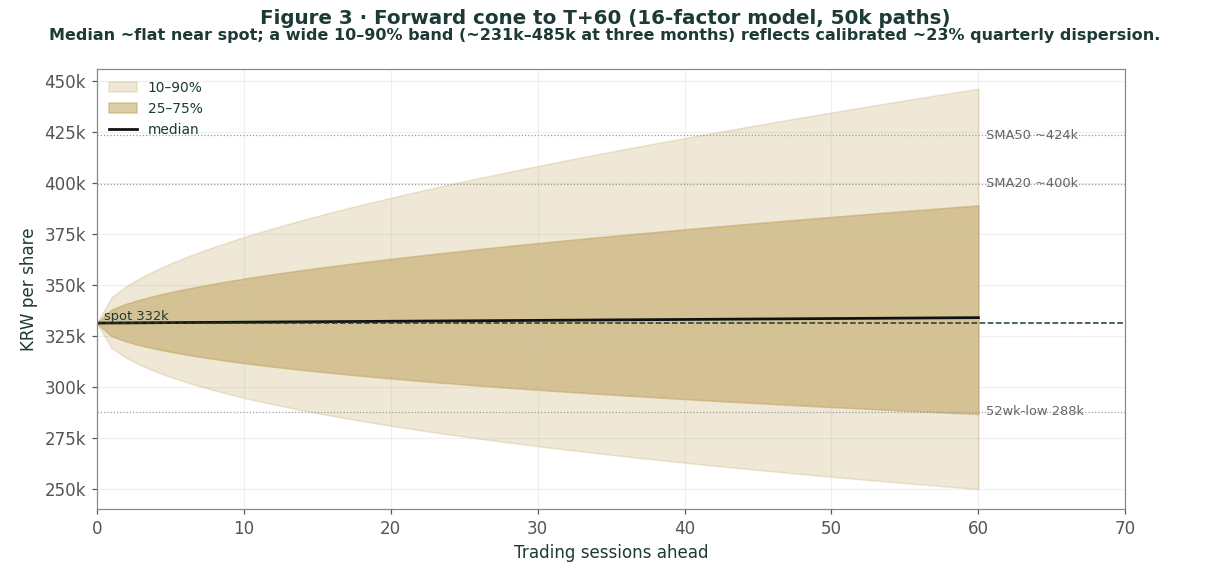 Figure 3 · Forward cone to T+60 (16-factor model, 50k paths)
Median ~flat near spot; a wide 10–90% band (~231k–485k at three months) reflects calibrated ~23% quarterly dispersion.
10–90%
25–75%
median
450k
425k
400k
375k
350k
325k
300k
275k
250k
KRW per share
SMA50 ~424k
SMA20 ~400k
spot 332k
52wk-low 288k
0
10
20
30
40
50
60
70
Trading sessions ahead